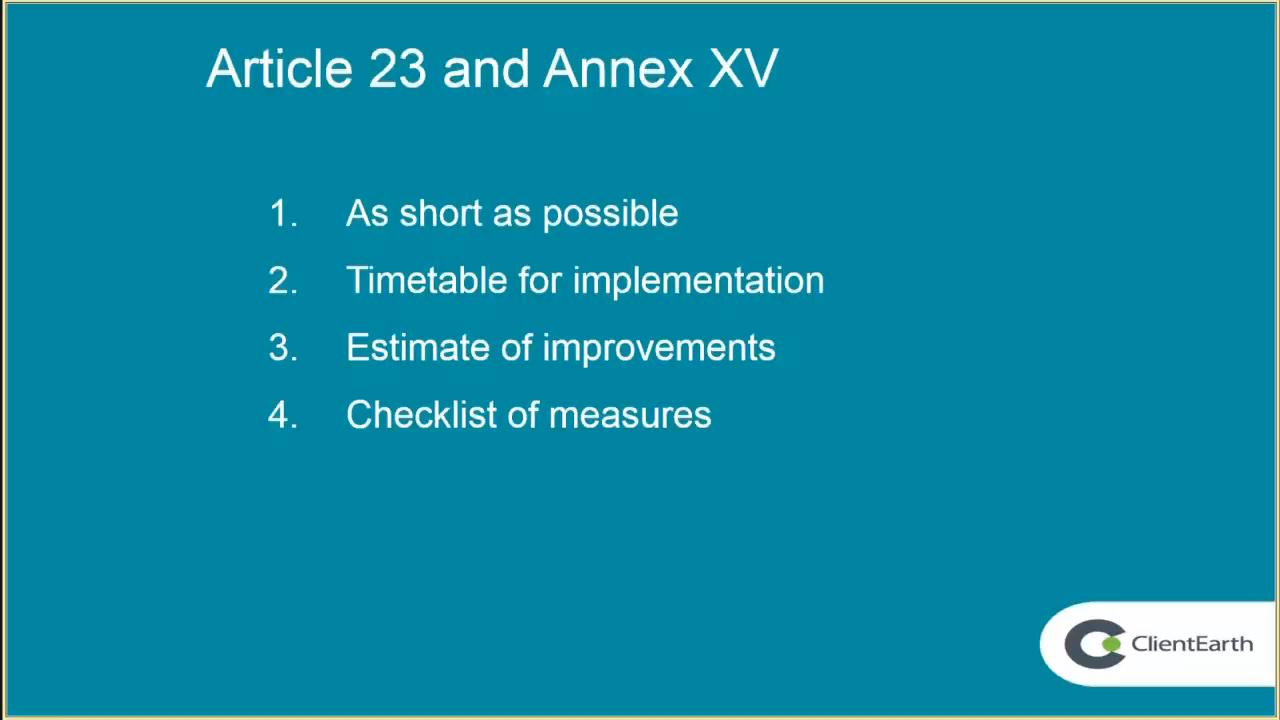 Article 23 and Annex XV
1. As short as possible
2. Timetable for implementation
3. Estimate of improvements
4. Checklist of measures
ClientEarth